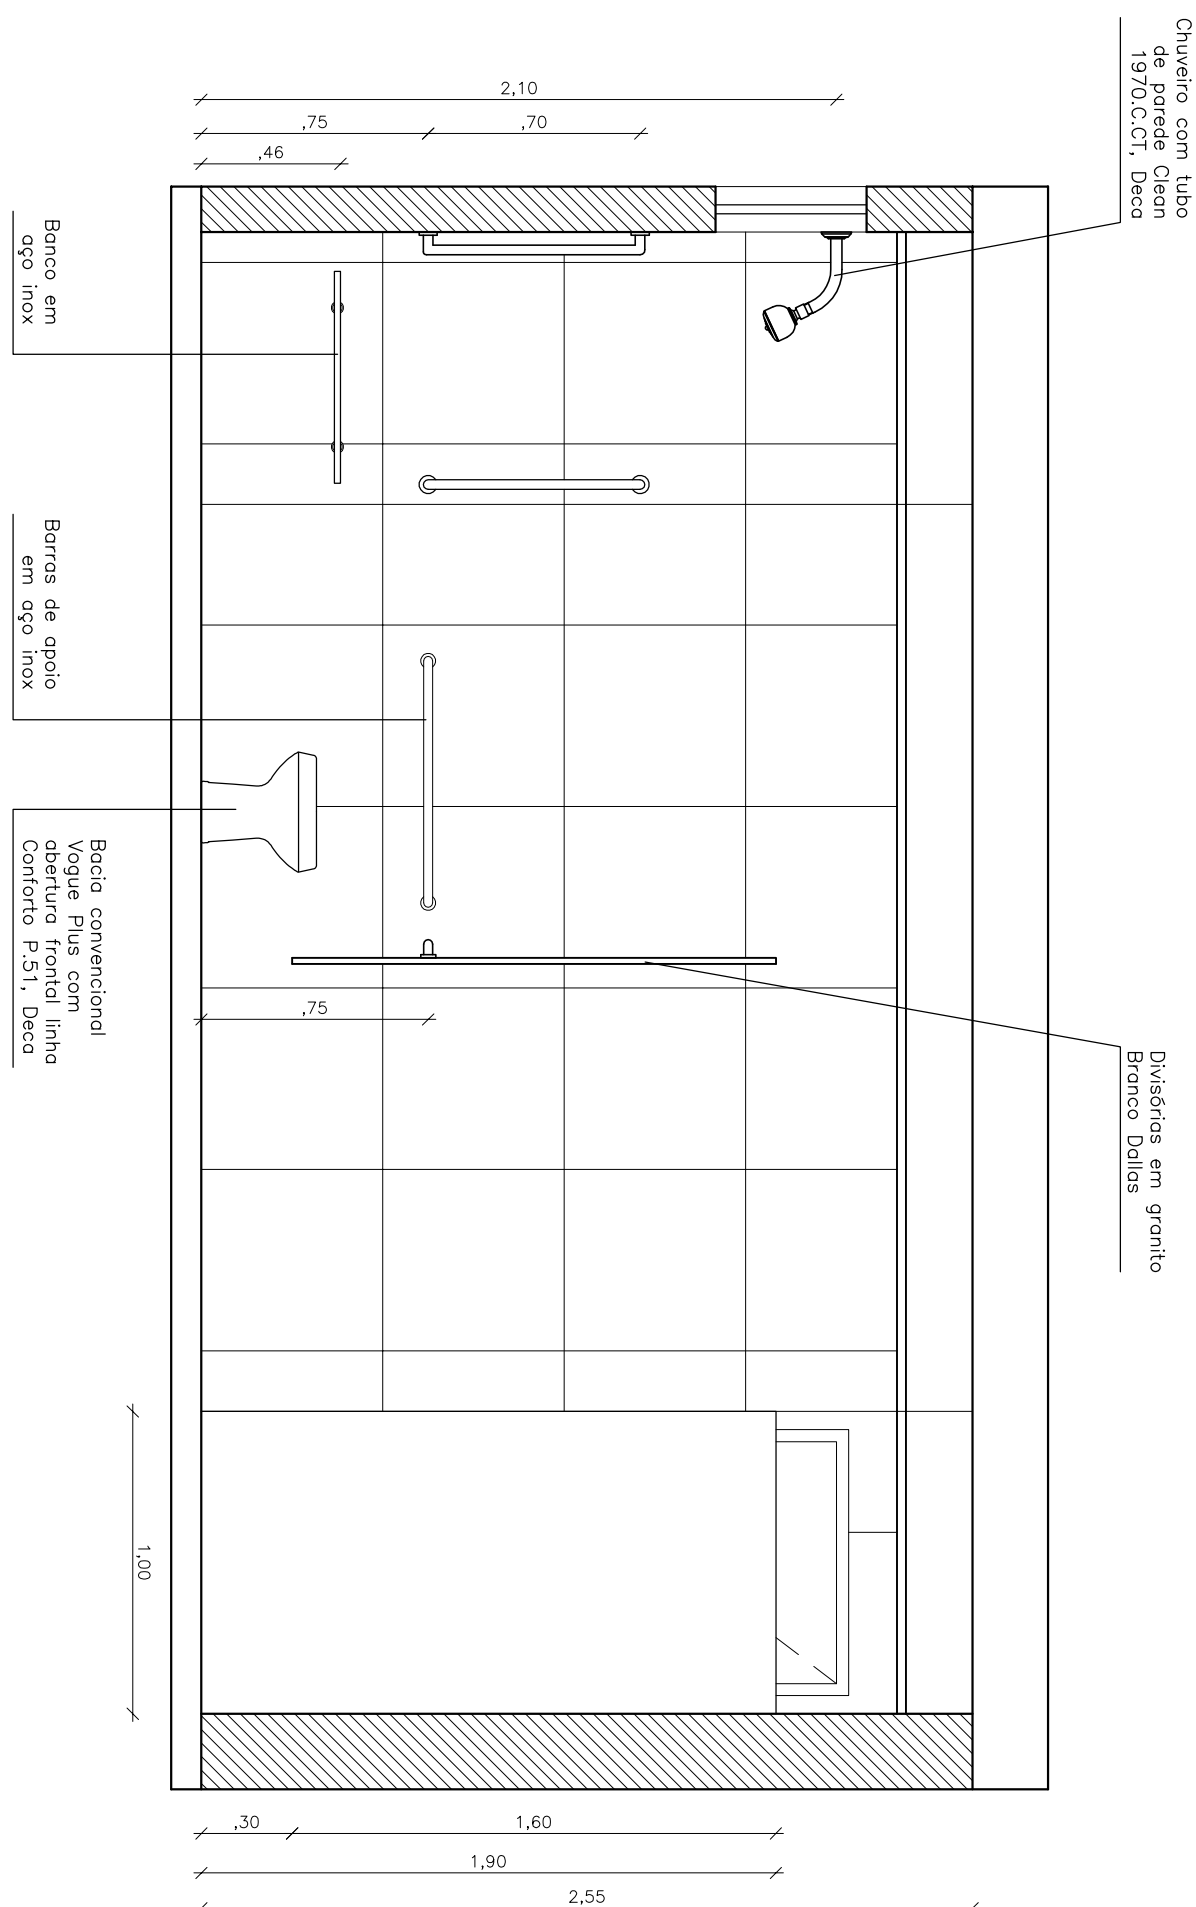 Chuveiro com tubo
de parede Clean
1970.C.CT, Deca
2,10
,75
,70
,46
Banco em
aço inox
Barras de apoio
em aço inox
Bacia convencional
Vogue Plus com
abertura frontal linha
Conforto P.51, Deca
Divisórias em granito
Branco Dallas
,75
1,00
,30
1,60
1,90
2,55